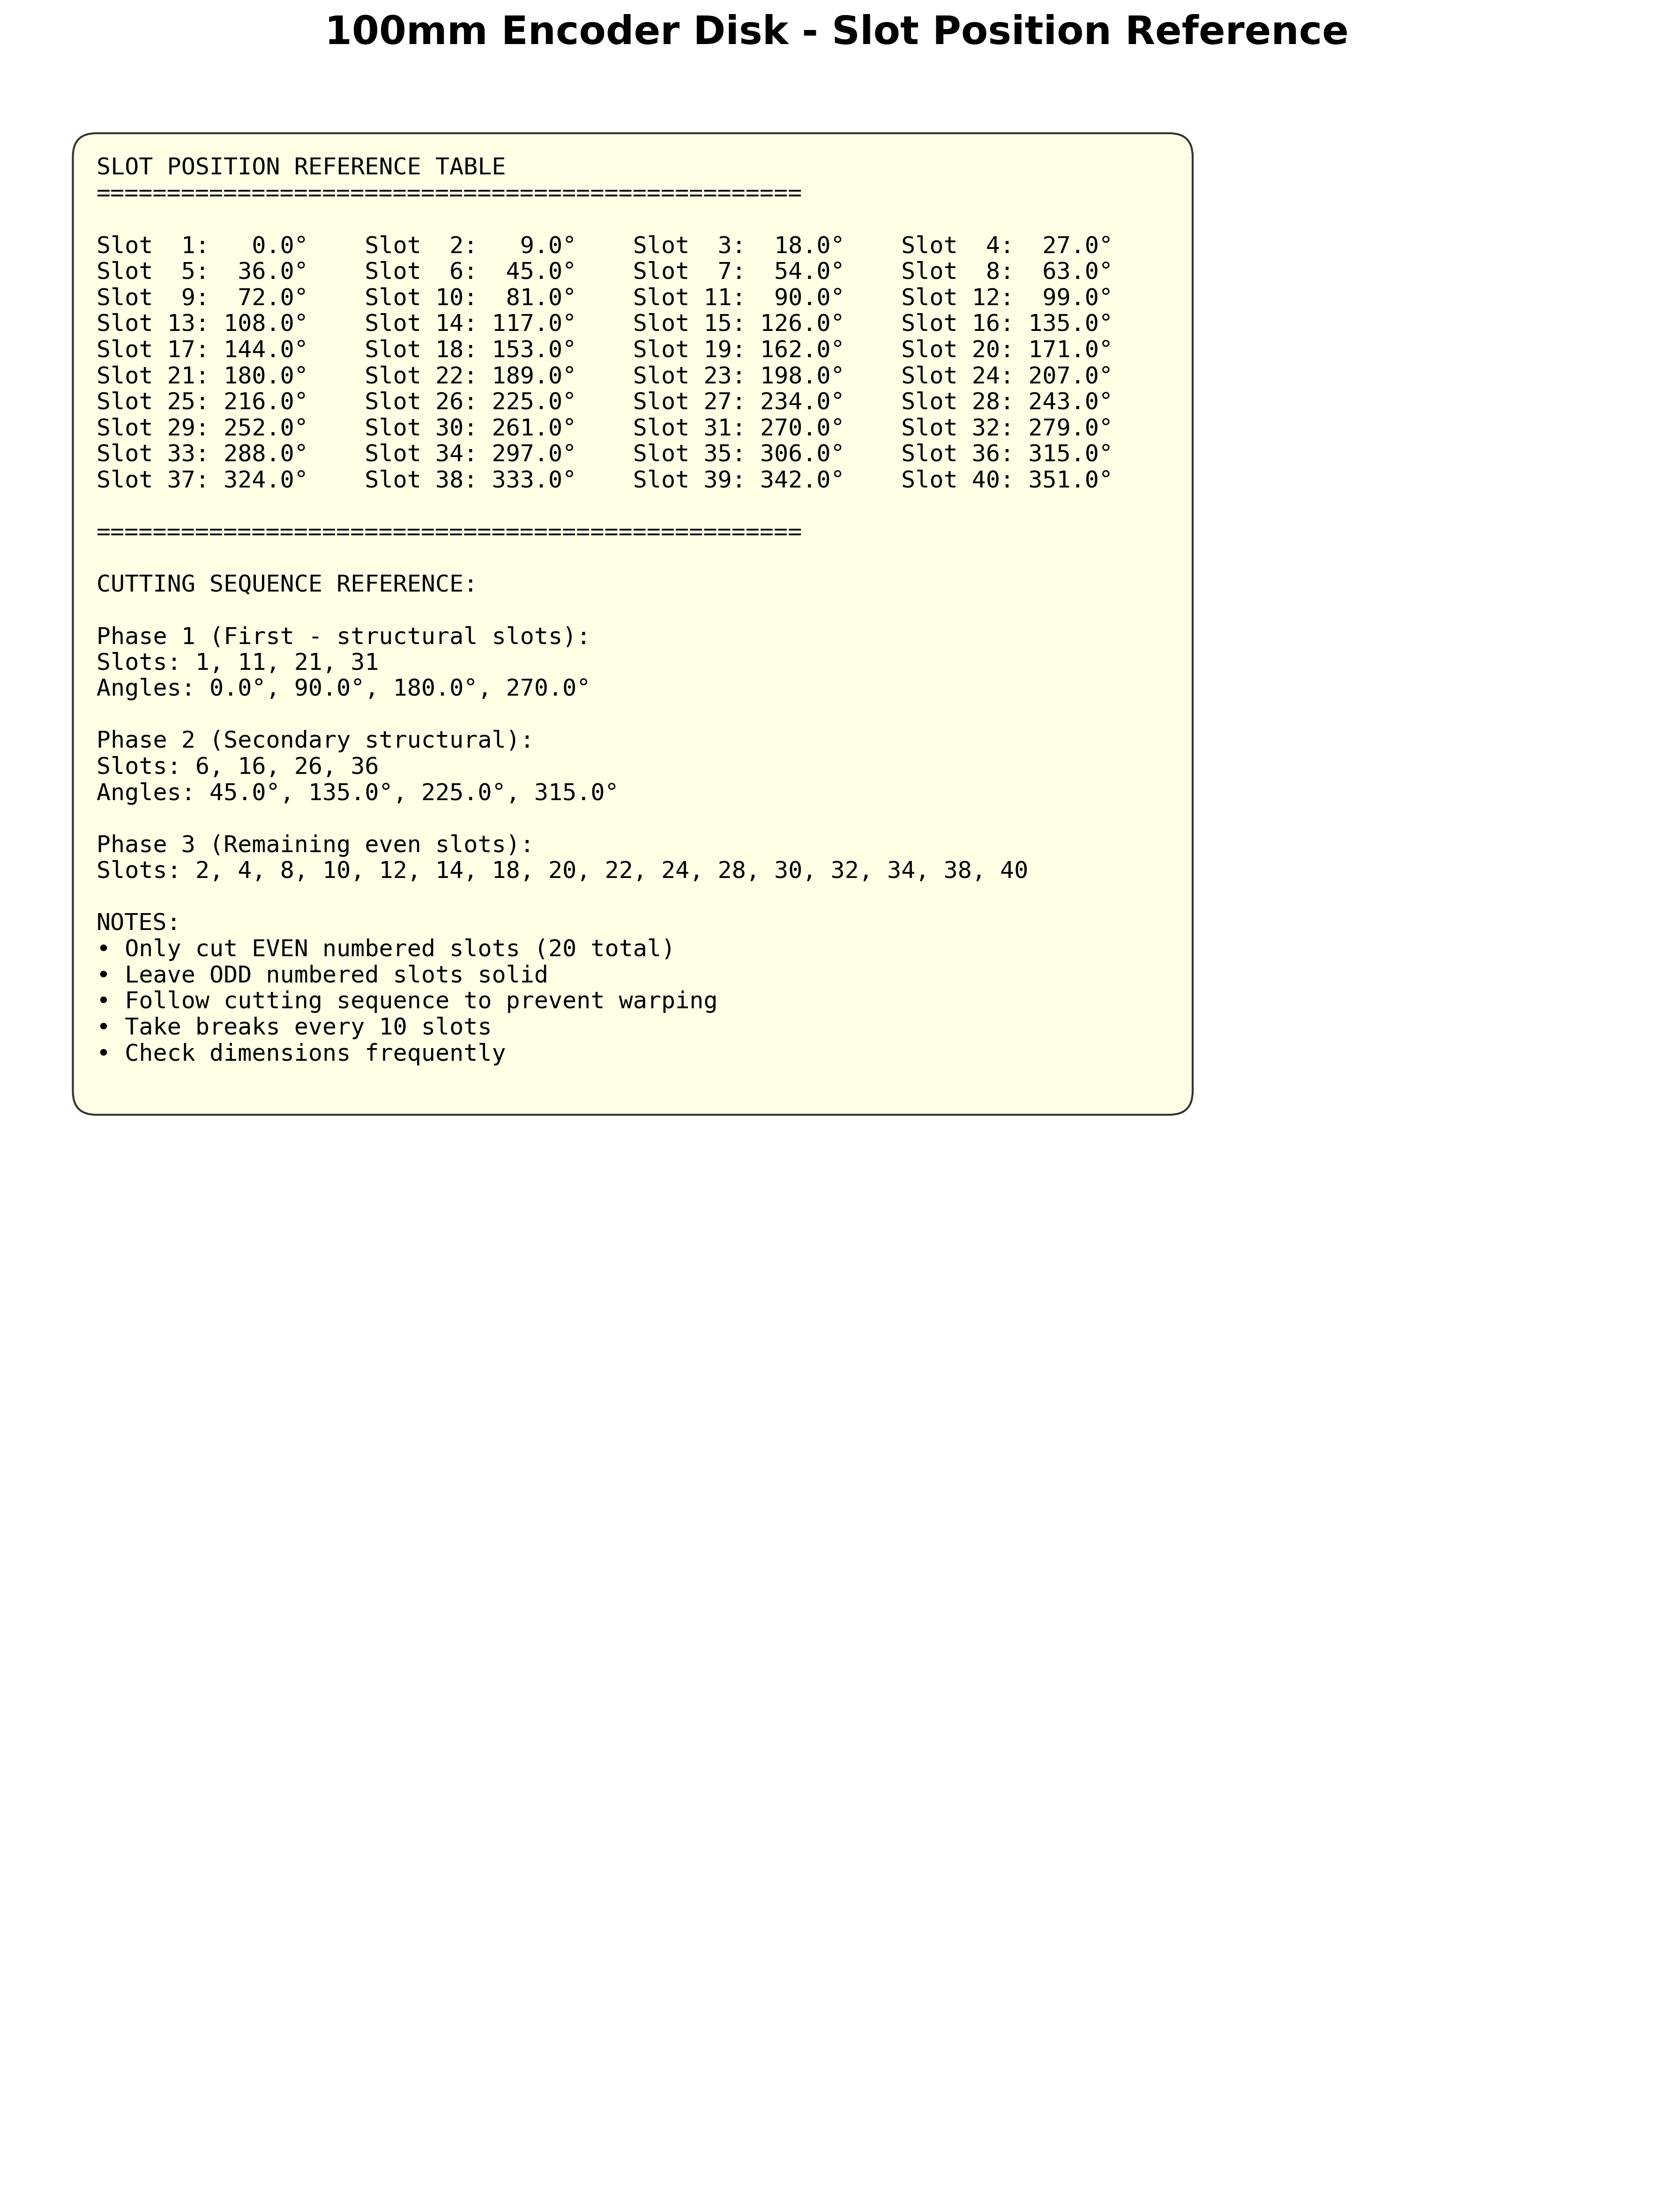 100mm Encoder Disk - Slot Position Reference
SLOT POSITION REFERENCE TABLE
==================================================
Slot  1:   0.0°    Slot  2:   9.0°    Slot  3:  18.0°    Slot  4:  27.0°
Slot  5:  36.0°    Slot  6:  45.0°    Slot  7:  54.0°    Slot  8:  63.0°
Slot  9:  72.0°    Slot 10:  81.0°    Slot 11:  90.0°    Slot 12:  99.0°
Slot 13: 108.0°    Slot 14: 117.0°    Slot 15: 126.0°    Slot 16: 135.0°
Slot 17: 144.0°    Slot 18: 153.0°    Slot 19: 162.0°    Slot 20: 171.0°
Slot 21: 180.0°    Slot 22: 189.0°    Slot 23: 198.0°    Slot 24: 207.0°
Slot 25: 216.0°    Slot 26: 225.0°    Slot 27: 234.0°    Slot 28: 243.0°
Slot 29: 252.0°    Slot 30: 261.0°    Slot 31: 270.0°    Slot 32: 279.0°
Slot 33: 288.0°    Slot 34: 297.0°    Slot 35: 306.0°    Slot 36: 315.0°
Slot 37: 324.0°    Slot 38: 333.0°    Slot 39: 342.0°    Slot 40: 351.0°
==================================================
CUTTING SEQUENCE REFERENCE:
Phase 1 (First - structural slots):
Slots: 1, 11, 21, 31
Angles: 0.0°, 90.0°, 180.0°, 270.0°
Phase 2 (Secondary structural):
Slots: 6, 16, 26, 36
Angles: 45.0°, 135.0°, 225.0°, 315.0°
Phase 3 (Remaining even slots):
Slots: 2, 4, 8, 10, 12, 14, 18, 20, 22, 24, 28, 30, 32, 34, 38, 40
NOTES:
• Only cut EVEN numbered slots (20 total)
• Leave ODD numbered slots solid
• Follow cutting sequence to prevent warping
• Take breaks every 10 slots
• Check dimensions frequently